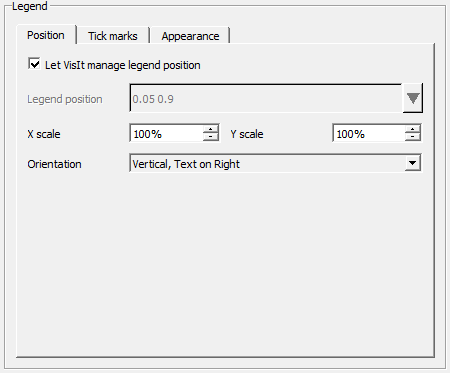 Legend
Position Tick marks Appearance
Let VisIt manage legend position
Legend position 0.05 0.9
X scale 100% Y scale 100%
Orientation Vertical, Text on Right